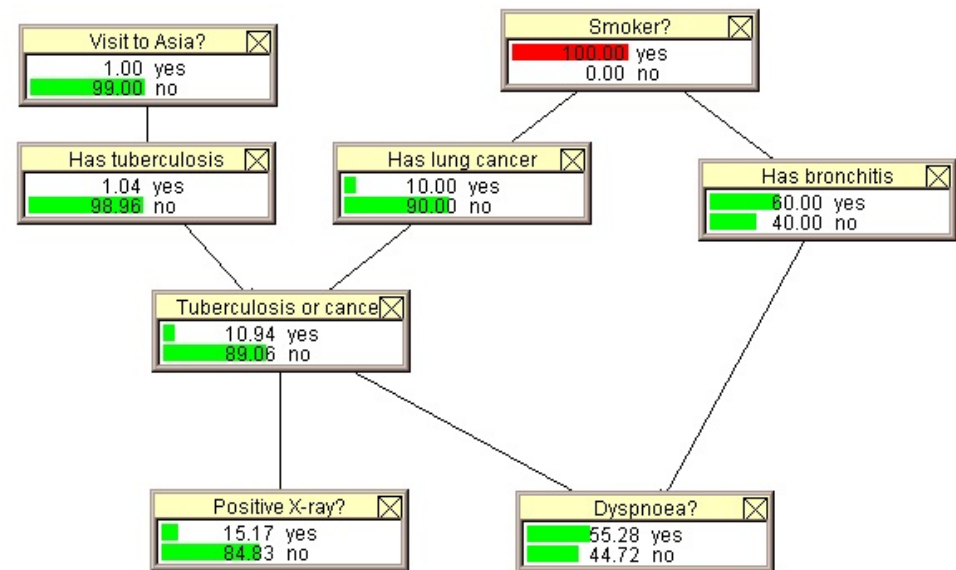 Visit to Asia?
1.00 yes
99.00 no
Smoker?
100.00 yes
0.00 no
Has tuberculosis
1.04 yes
98.96 no
Has lung cancer
10.00 yes
90.00 no
Has bronchitis
60.00 yes
40.00 no
Tuberculosis or cance
10.94 yes
89.06 no
Positive X-ray?
15.17 yes
84.83 no
Dyspnoea?
55.28 yes
44.72 no